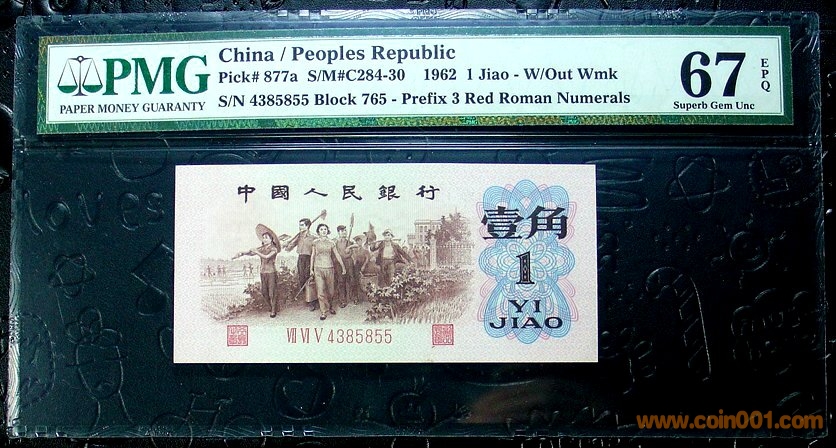 PMG
PAPER MONEY GUARANTY
China / Peoples Republic
Pick# 877a S/M#C284-30 1962 1 Jiao - W/Out Wmk
S/N 4385855 Block 765 - Prefix 3 Red Roman Numerals
67
EPQ
Superb Gem Unc
中國人民銀行
壹角
1
YI
JIAO
VII VI V 4385855
loves
www.coin001.com